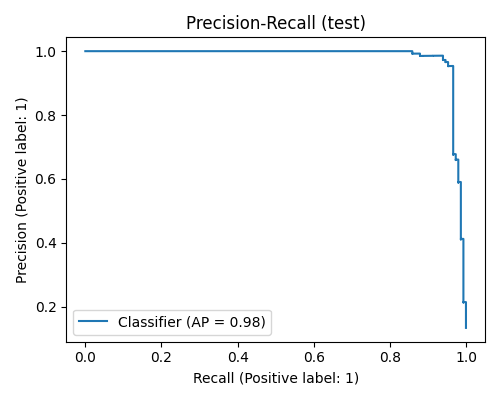 Precision-Recall (test)
Precision (Positive label: 1)
1.0
0.8
0.6
0.4
0.2
Classifier (AP = 0.98)
0.0 0.2 0.4 0.6 0.8 1.0
Recall (Positive label: 1)